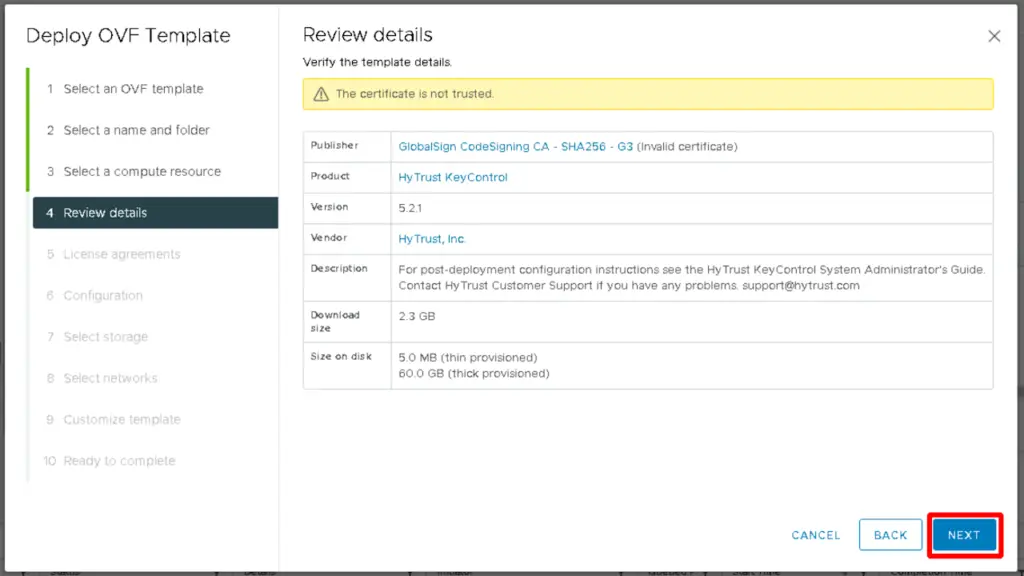 Deploy OVF Template
1 Select an OVF template
2 Select a name and folder
3 Select a compute resource
4 Review details
5 License agreements
6 Configuration
7 Select storage
8 Select networks
9 Customize template
10 Ready to complete
Review details
Verify the template details.
The certificate is not trusted.
Publisher GlobalSign CodeSigning CA - SHA256 - G3 (Invalid certificate)
Product HyTrust KeyControl
Version 5.2.1
Vendor HyTrust, Inc.
Description For post-deployment configuration instructions see the HyTrust KeyControl System Administrator's Guide.
Contact HyTrust Customer Support if you have any problems. support@hytrust.com
Download size 2.3 GB
Size on disk 5.0 MB (thin provisioned)
60.0 GB (thick provisioned)
CANCEL BACK NEXT